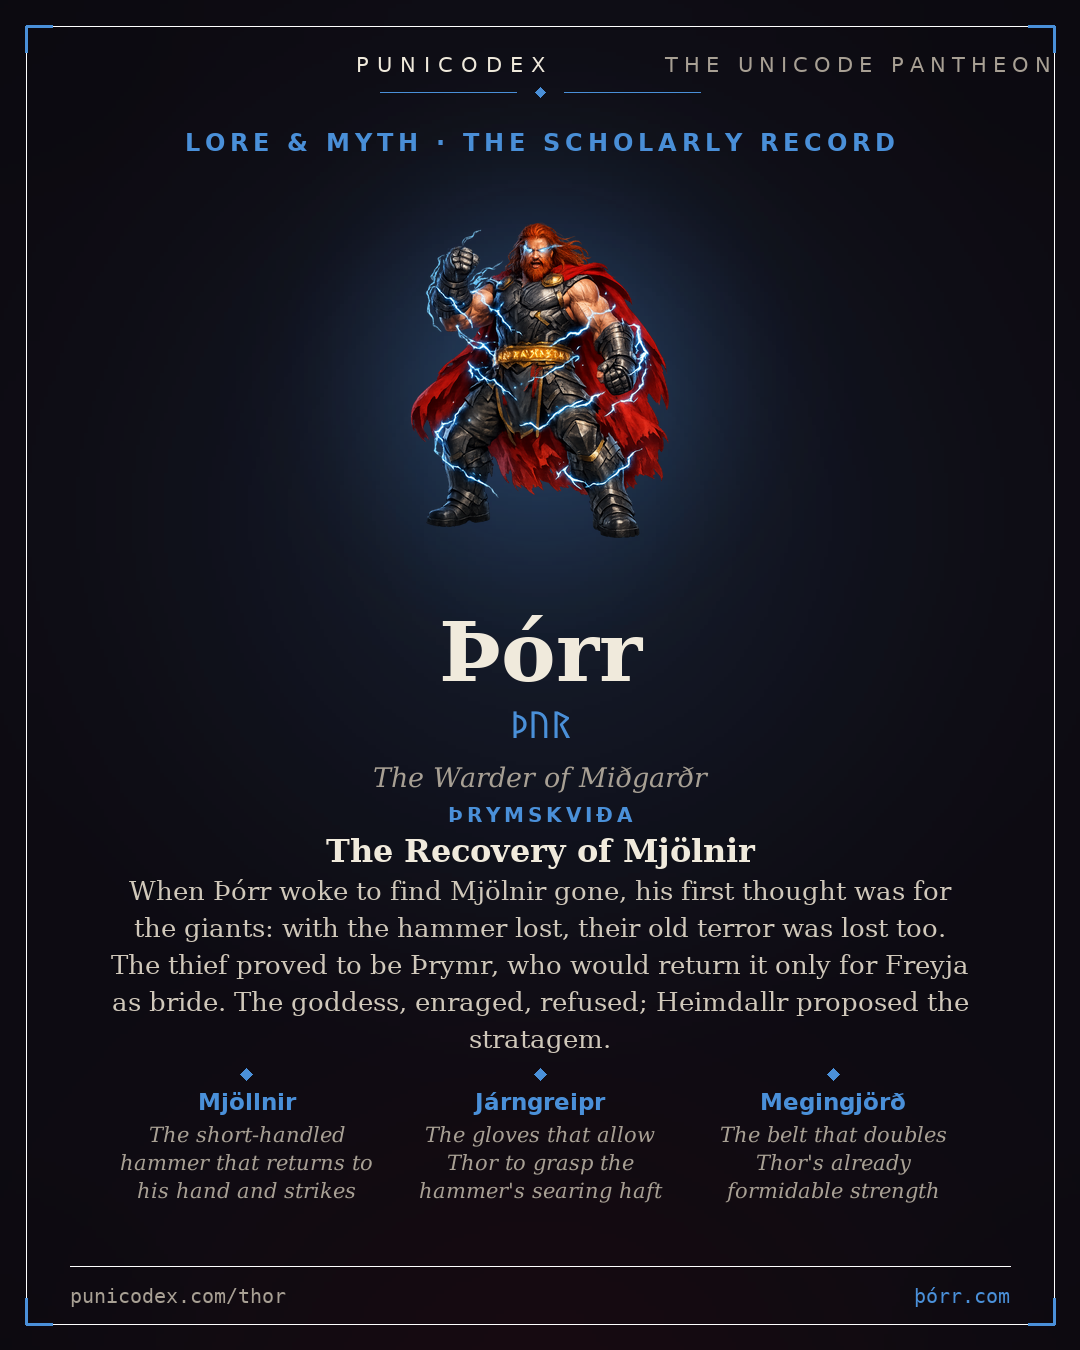 PUNICODEX THE UNICODE PANTHEON
LORE & MYTH · THE SCHOLARLY RECORD
Þórr
ᚦᚢᚱ
The Warder of Miðgarðr
ÞRYMSKVIÐA
The Recovery of Mjölnir
When Þórr woke to find Mjölnir gone, his first thought was for
the giants: with the hammer lost, their old terror was lost too.
The thief proved to be Þrymr, who would return it only for Freyja
as bride. The goddess, enraged, refused; Heimdallr proposed the
stratagem.
Mjöllnir
The short-handled
hammer that returns to
his hand and strikes
Járngreipr
The gloves that allow
Thor to grasp the
hammer's searing haft
Megingjörð
The belt that doubles
Thor's already
formidable strength
punicodex.com/thor
þórr.com